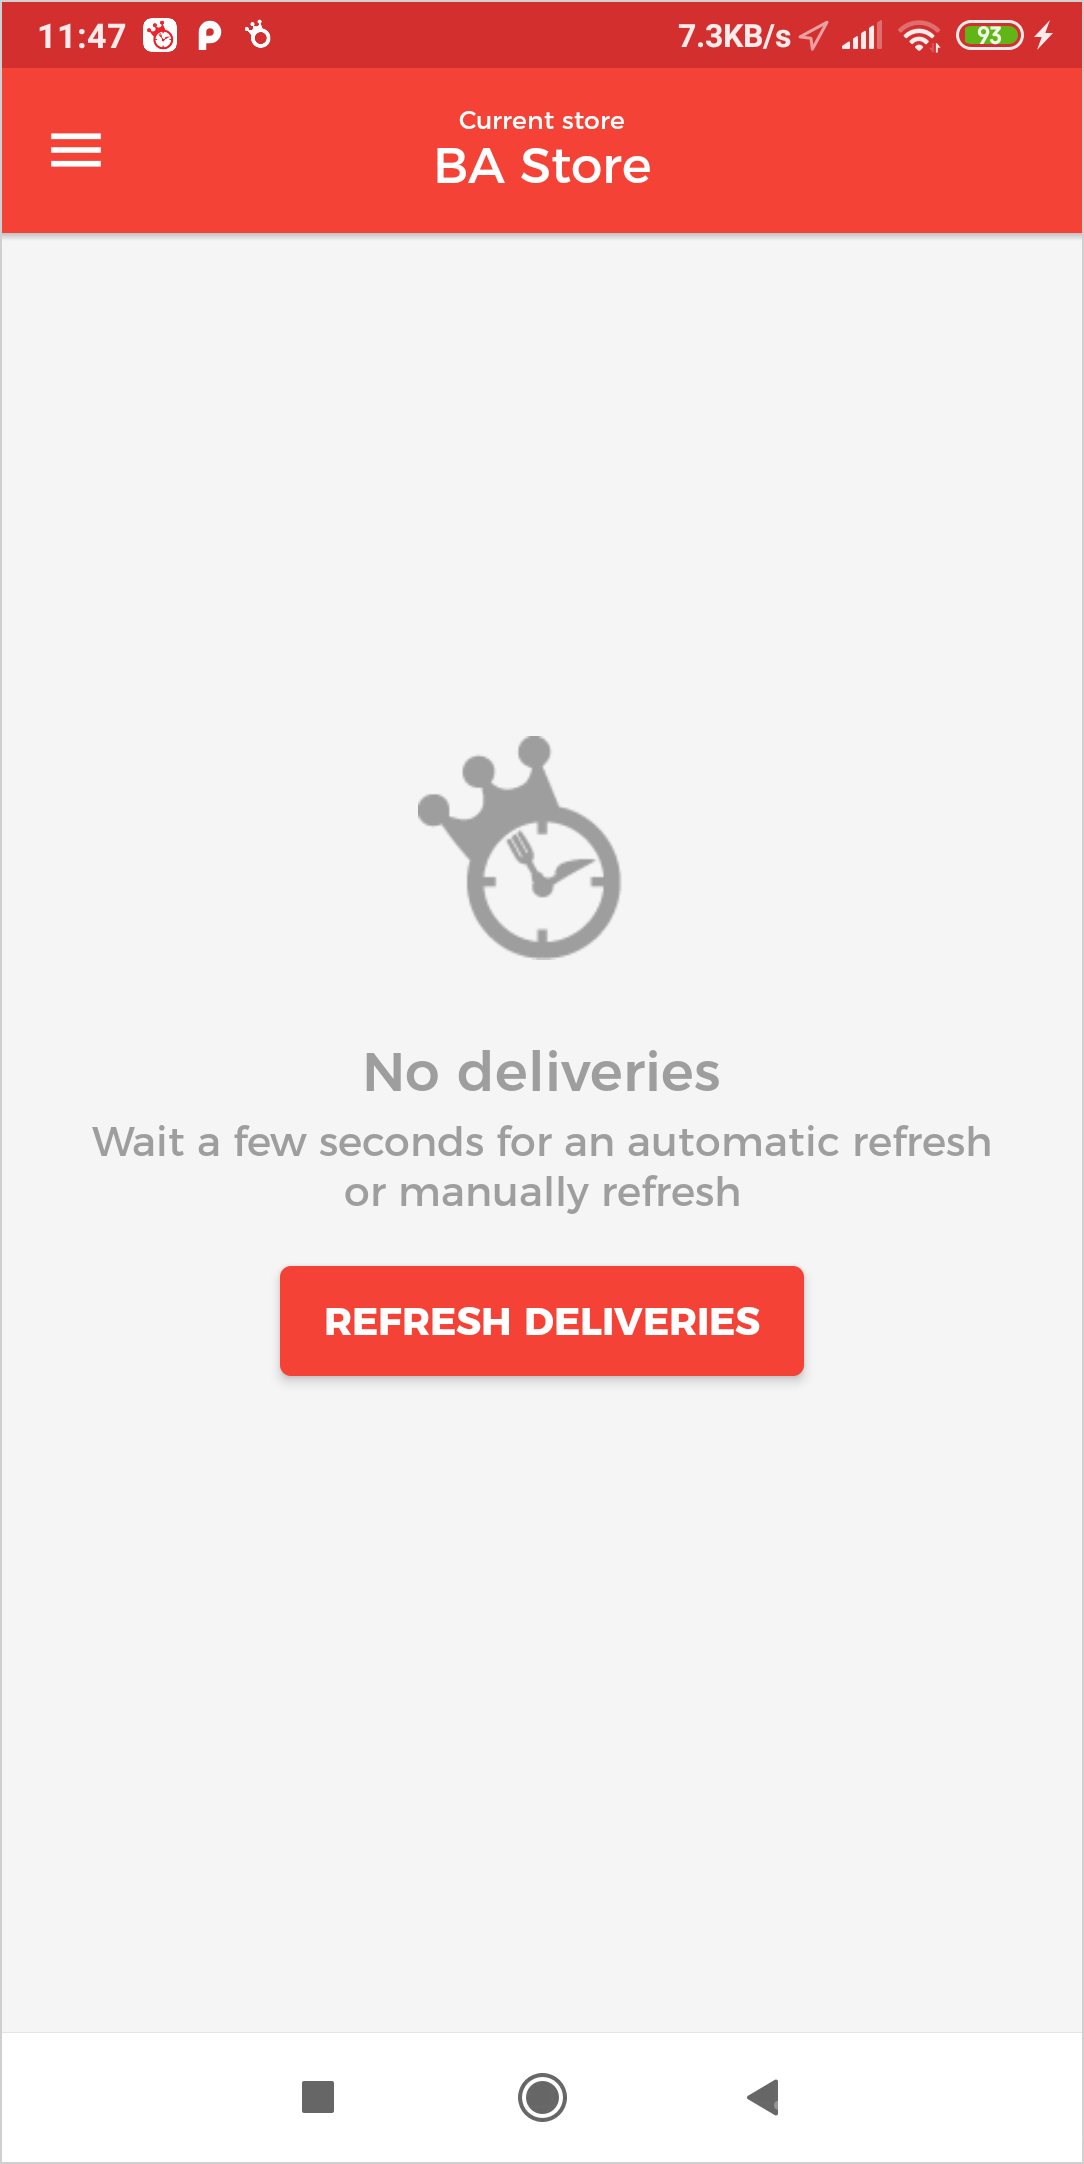 11:47 7.3KB/s 93
Current store
BA Store
No deliveries
Wait a few seconds for an automatic refresh
or manually refresh
REFRESH DELIVERIES